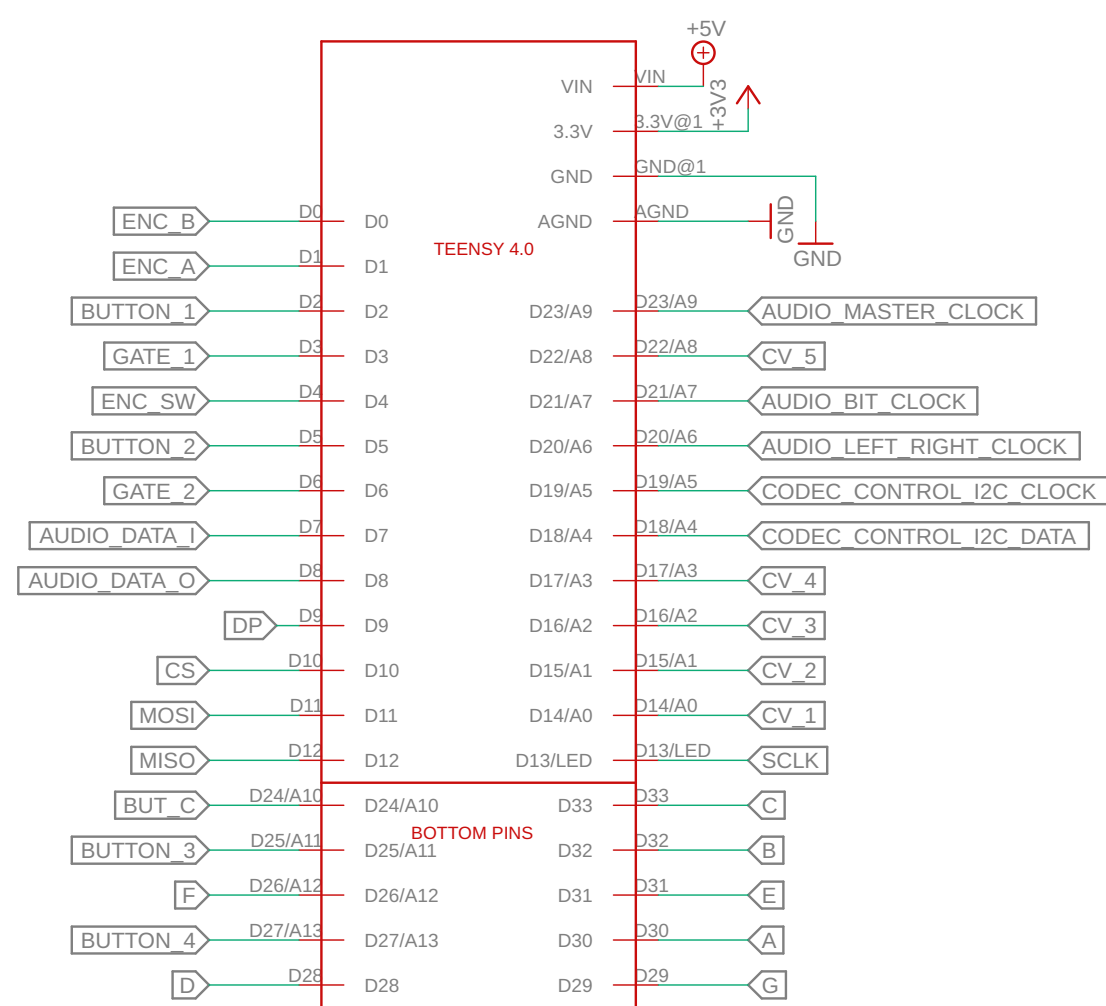 +5V
VIN VIN
+3V3
3.3V 3.3V@1
GND GND@1
AGND AGND GND
GND
TEENSY 4.0
ENC_B D0 D0
ENC_A D1 D1
BUTTON_1 D2 D2 D23/A9 D23/A9 AUDIO_MASTER_CLOCK
GATE_1 D3 D3 D22/A8 D22/A8 CV_5
ENC_SW D4 D4 D21/A7 D21/A7 AUDIO_BIT_CLOCK
BUTTON_2 D5 D5 D20/A6 D20/A6 AUDIO_LEFT_RIGHT_CLOCK
GATE_2 D6 D6 D19/A5 D19/A5 CODEC_CONTROL_I2C_CLOCK
AUDIO_DATA_I D7 D7 D18/A4 D18/A4 CODEC_CONTROL_I2C_DATA
AUDIO_DATA_O D8 D8 D17/A3 D17/A3 CV_4
DP D9 D9 D16/A2 D16/A2 CV_3
CS D10 D10 D15/A1 D15/A1 CV_2
MOSI D11 D11 D14/A0 D14/A0 CV_1
MISO D12 D12 D13/LED D13/LED SCLK
BUT_C D24/A10 D24/A10 D33 D33 C
BOTTOM PINS
BUTTON_3 D25/A11 D25/A11 D32 D32 B
F D26/A12 D26/A12 D31 D31 E
BUTTON_4 D27/A13 D27/A13 D30 D30 A
D D28 D28 D29 D29 G